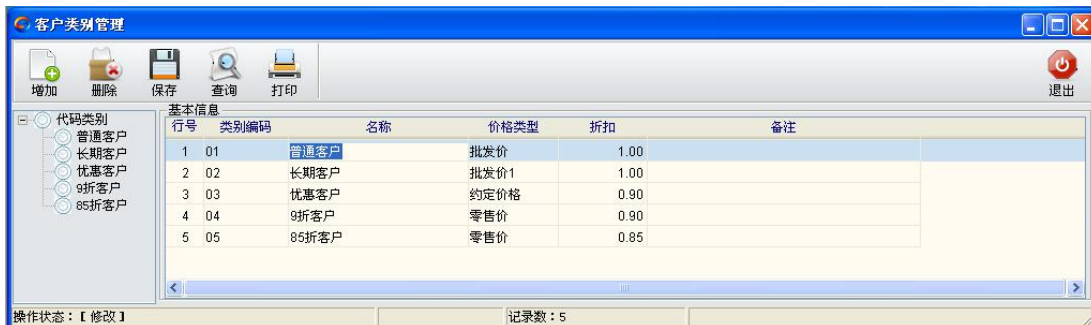 客户类别管理
增加 删除 保存 查询 打印 退出
代码类别
普通客户
长期客户
优惠客户
9折客户
85折客户
基本信息
行号 类别编码 名称 价格类型 折扣 备注
1 01 普通客户 批发价 1.00
2 02 长期客户 批发价1 1.00
3 03 优惠客户 约定价格 0.90
4 04 9折客户 零售价 0.90
5 05 85折客户 零售价 0.85
操作状态：【 修改 】 记录数：5